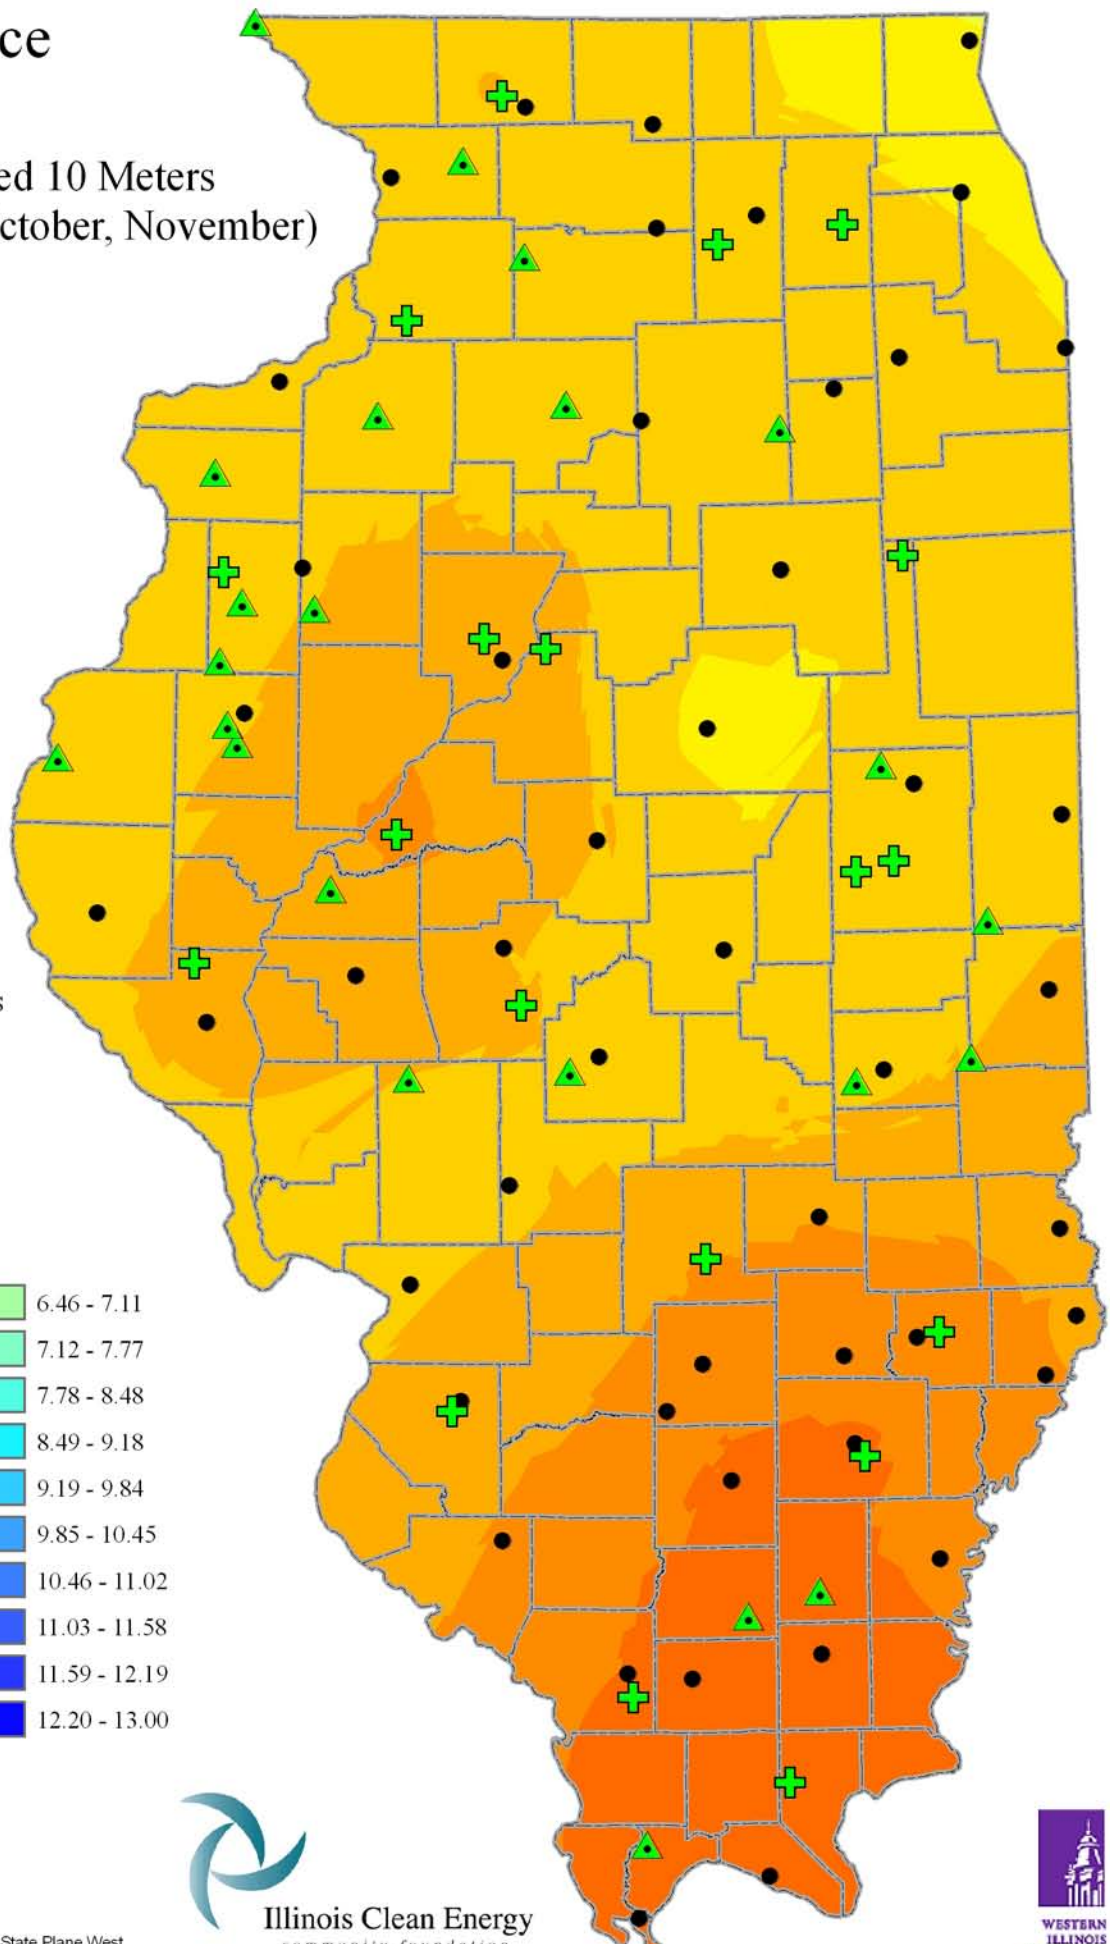 ce
ed 10 Meters
ctober, November)
s
6.46 - 7.11
7.12 - 7.77
7.78 - 8.48
8.49 - 9.18
9.19 - 9.84
9.85 - 10.45
10.46 - 11.02
11.03 - 11.58
11.59 - 12.19
12.20 - 13.00
Illinois Clean Energy
community foundation
State Plane West
WESTERN
ILLINOIS